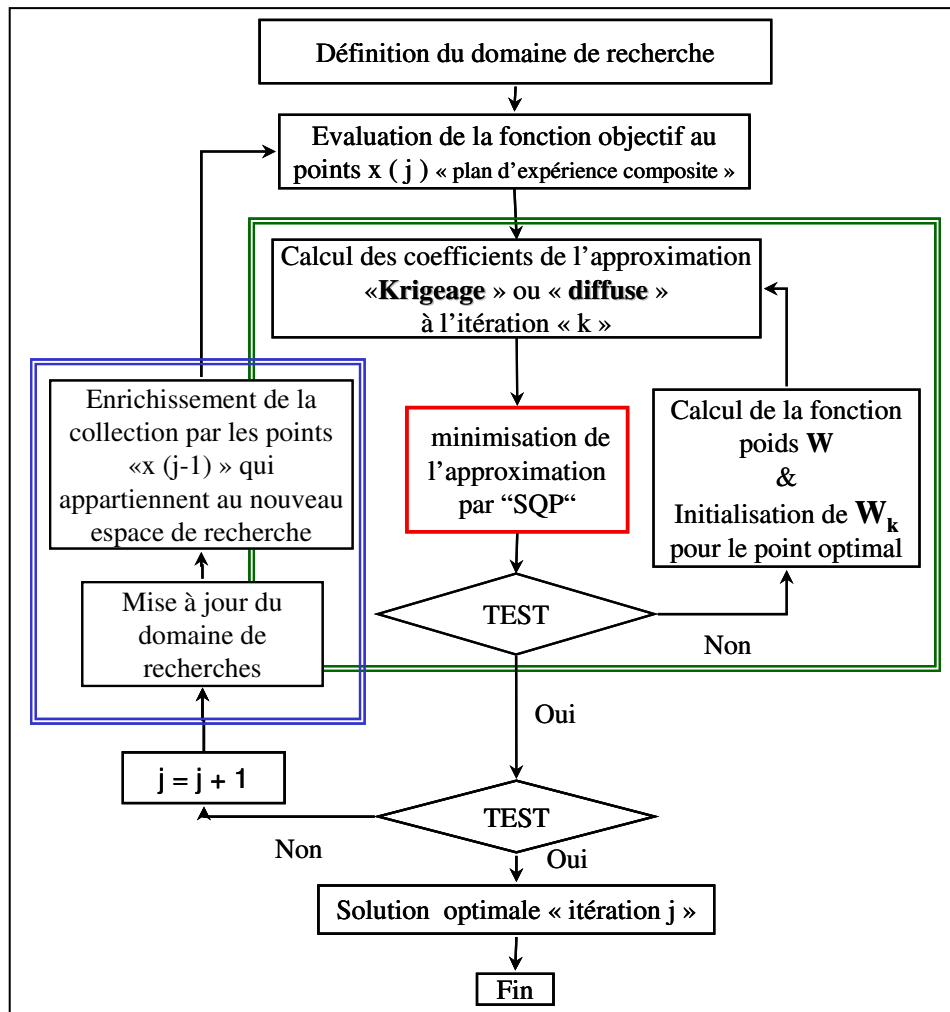 Définition du domaine de recherche
Evaluation de la fonction objectif au
points x ( j ) « plan d'expérience composite »
Calcul des coefficients de l'approximation
«Krigeage » ou « diffuse »
à l'itération « k »
Enrichissement de la
collection par les points
«x (j-1) » qui
appartiennent au nouveau
espace de recherche
minimisation de
l'approximation
par “SQP“
Calcul de la fonction
poids W
&
Initialisation de Wk
pour le point optimal
Mise à jour du
domaine de
recherches
TEST
Non
Oui
j = j + 1
TEST
Non
Oui
Solution optimale « itération j »
Fin